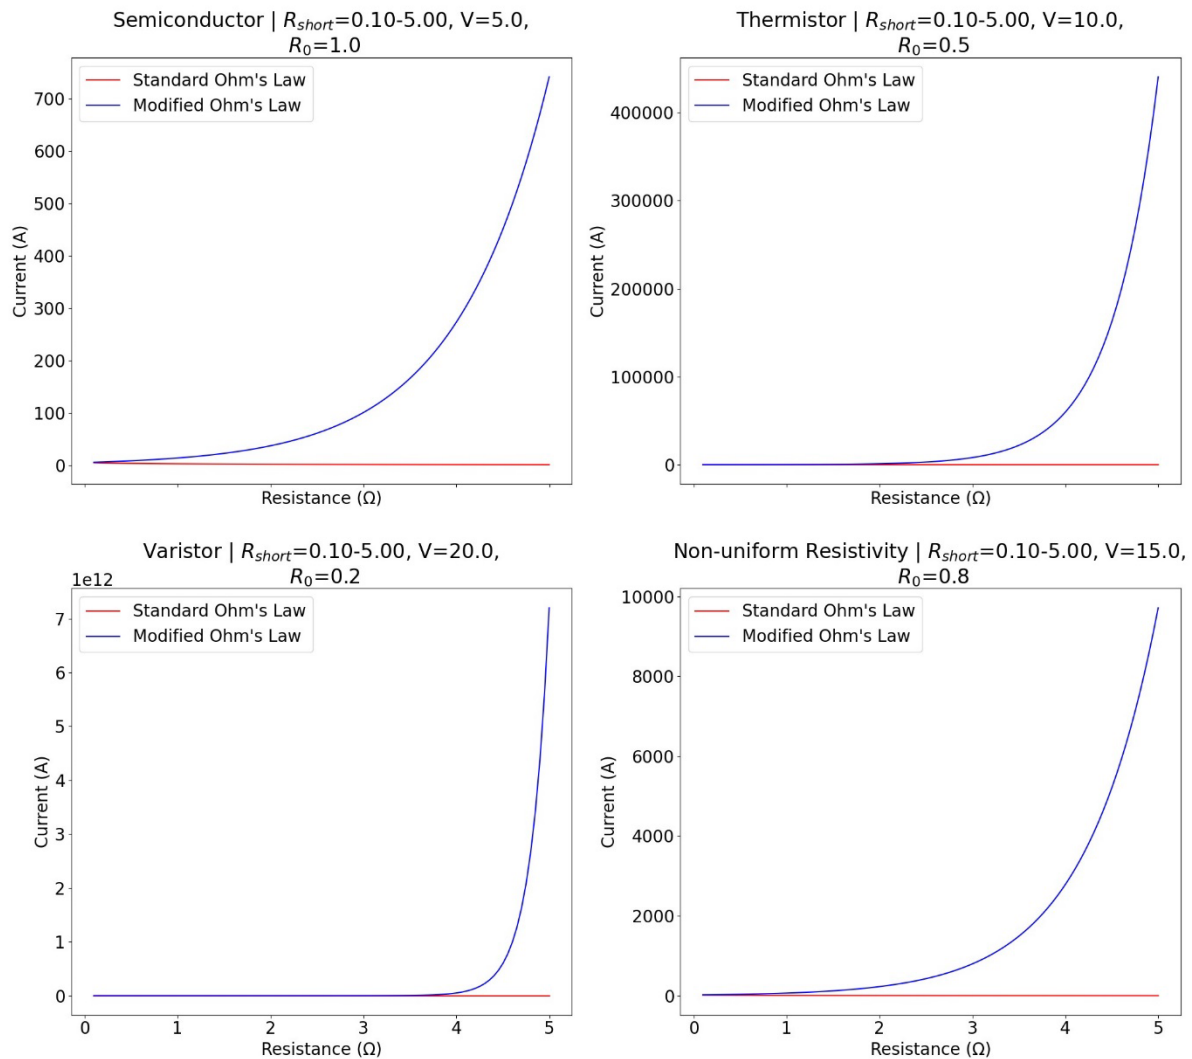 Semiconductor | R_short=0.10-5.00, V=5.0,
R_0=1.0
Standard Ohm's Law
Modified Ohm's Law
Current (A)
700
600
500
400
300
200
100
0
Resistance (Ω)
Thermistor | R_short=0.10-5.00, V=10.0,
R_0=0.5
Standard Ohm's Law
Modified Ohm's Law
Current (A)
400000
300000
200000
100000
0
Resistance (Ω)
Varistor | R_short=0.10-5.00, V=20.0,
R_0=0.2
1e12
Standard Ohm's Law
Modified Ohm's Law
Current (A)
7
6
5
4
3
2
1
0
0 1 2 3 4 5
Resistance (Ω)
Non-uniform Resistivity | R_short=0.10-5.00, V=15.0,
R_0=0.8
Standard Ohm's Law
Modified Ohm's Law
Current (A)
10000
8000
6000
4000
2000
0
0 1 2 3 4 5
Resistance (Ω)